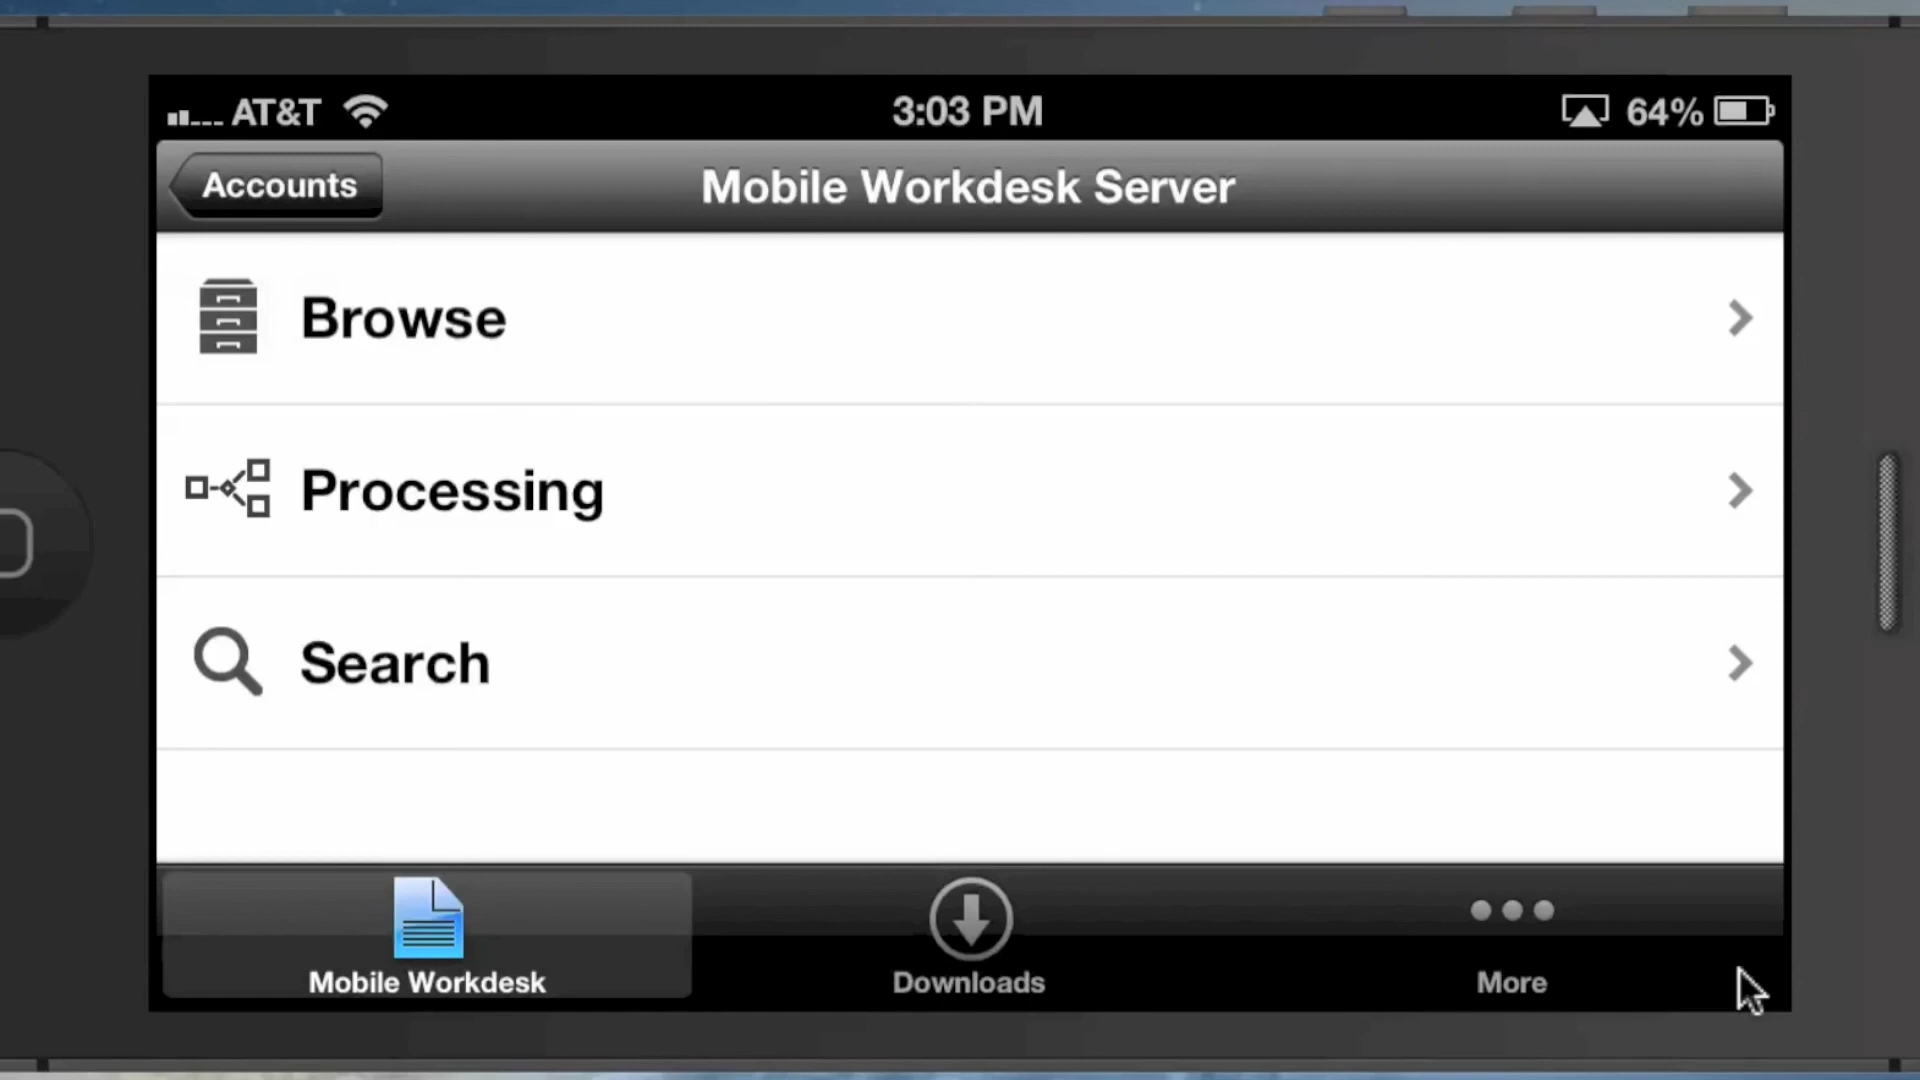 AT&T 3:03 PM 64%
Accounts Mobile Workdesk Server
Browse
Processing
Search
Mobile Workdesk Downloads More